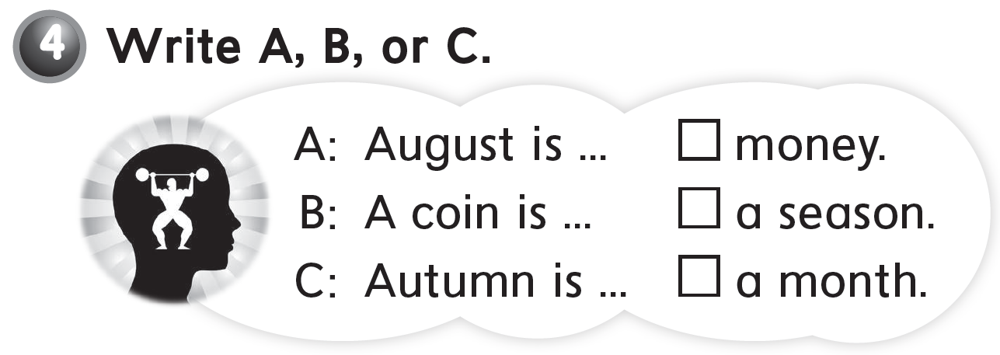 4 Write A, B, or C.
A: August is ... □ money.
B: A coin is ... □ a season.
C: Autumn is ... □ a month.